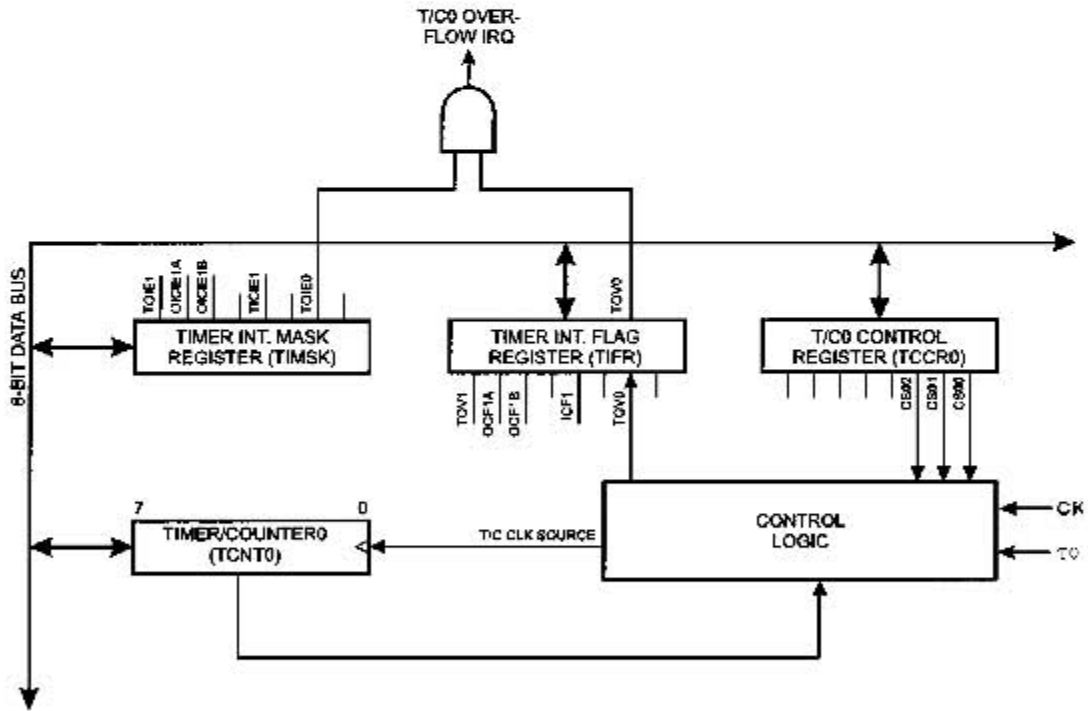 T/C0 OVER-
FLOW IRQ
8-BIT DATA BUS
TOIE1
OICIE1A
OICIE1B
TICIE1
TOIE0
TOV0
TIMER INT. MASK
REGISTER (TIMSK)
TIMER INT. FLAG
REGISTER (TIFR)
T/C0 CONTROL
REGISTER (TCCR0)
TOV1
OCF1A
OCF1B
ICF1
TOV0
CS02
CS01
CS00
7
0
TIMER/COUNTER0
(TCNT0)
T/C CLK SOURCE
CONTROL
LOGIC
CK
T0